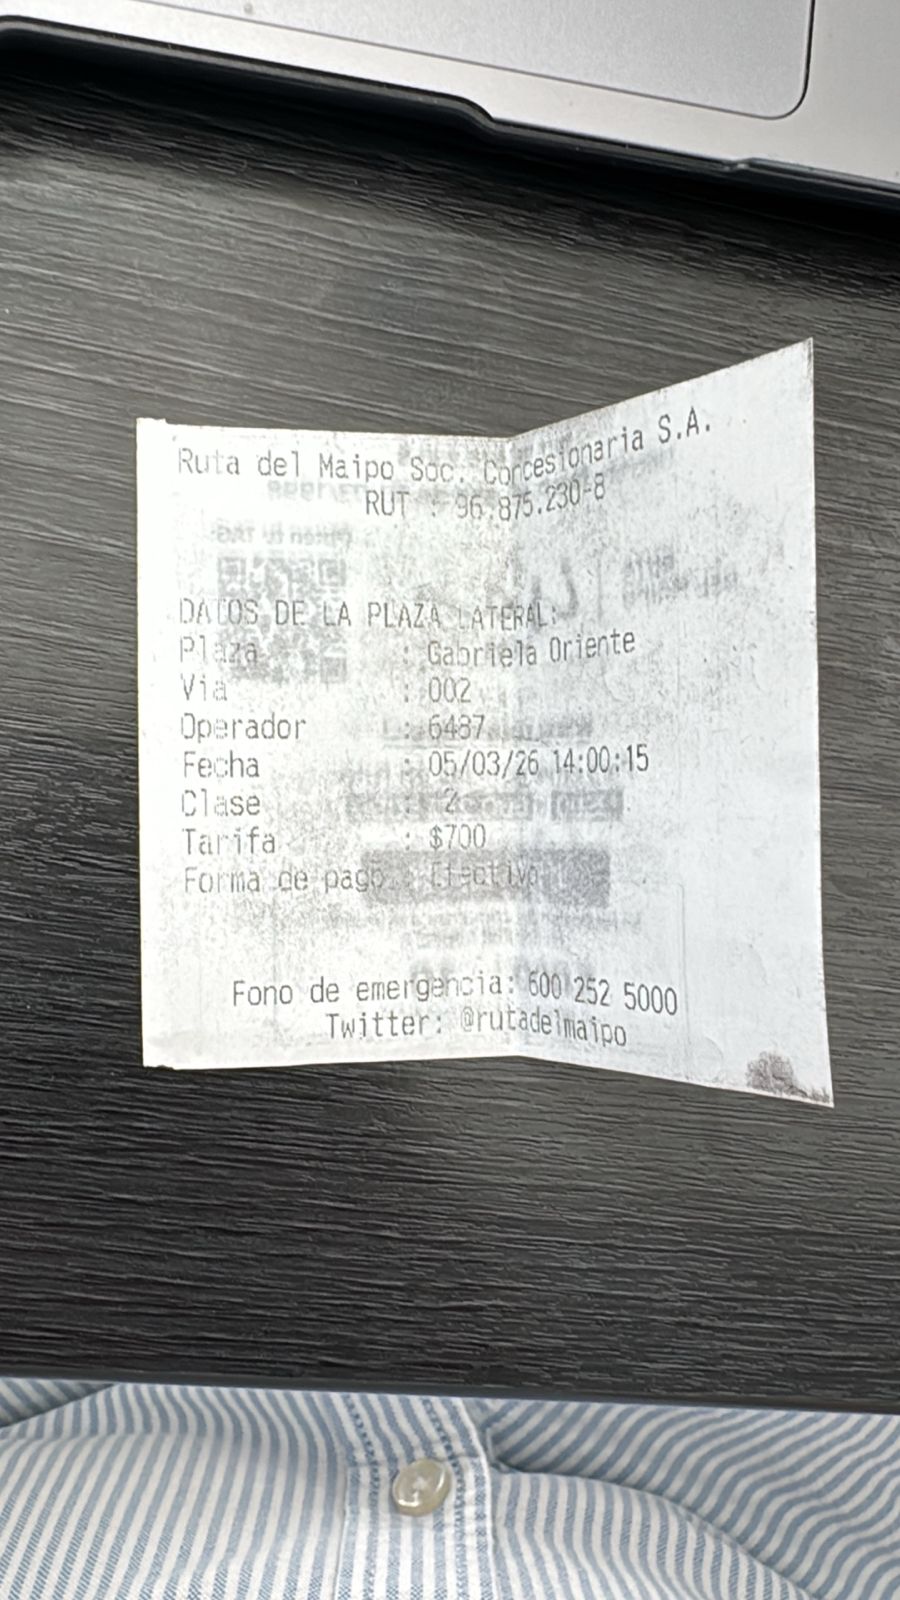 Ruta del Maipo Soc. Concesionaria S.A.
RUT : 96.875.230-8
DATOS DE LA PLAZA LATERAL:
Plaza : Gabriela Oriente
Via : 002
Operador : 6487
Fecha : 05/03/26 14:00:15
Clase : 2
Tarifa : $700
Forma de pago : Efectivo
Fono de emergencia: 600 252 5000
Twitter: @rutadelmaipo